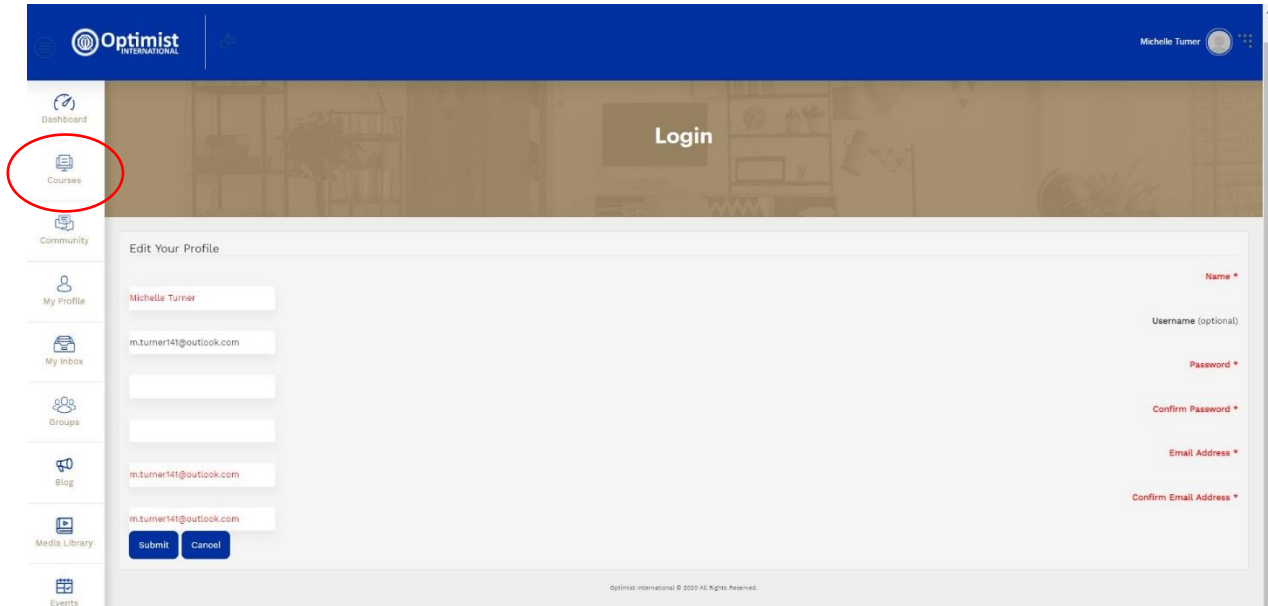 Optimist
INTERNATIONAL
Michelle Turner
Dashboard
Courses
Community
My Profile
My Inbox
Groups
Blog
Media Library
Events
Login
Edit Your Profile
Name *
Michelle Turner
Username (optional)
m.turner141@outlook.com
Password *
Confirm Password *
Email Address *
m.turner141@outlook.com
Confirm Email Address *
m.turner141@outlook.com
Submit Cancel
Optimist International © 2020 All Rights Reserved.